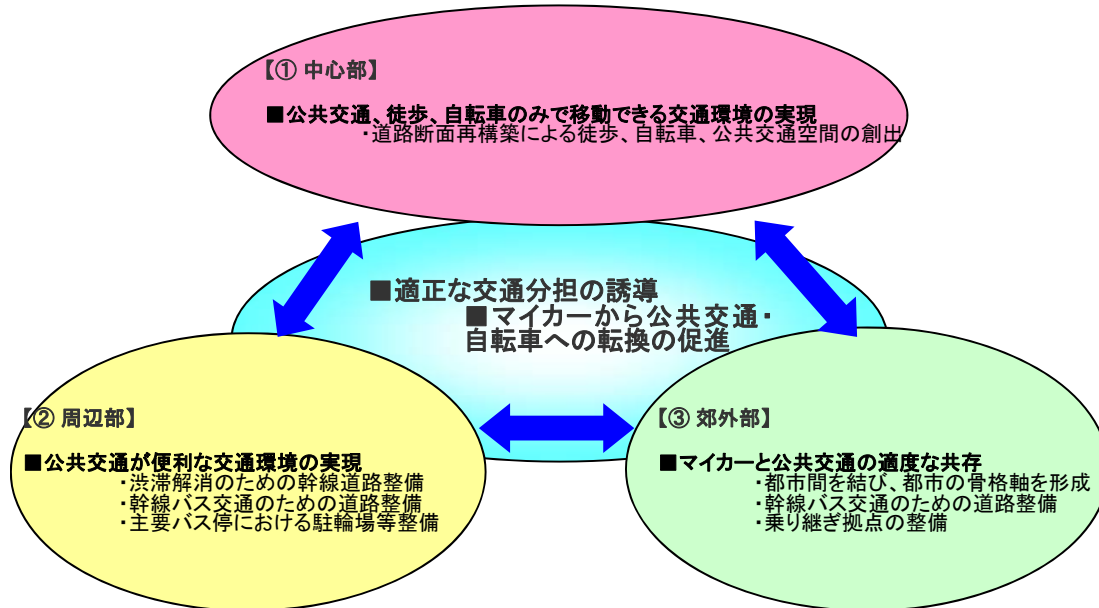 【① 中心部】
■公共交通、徒歩、自転車のみで移動できる交通環境の実現
・道路断面再構築による徒歩、自転車、公共交通空間の創出
■適正な交通分担の誘導
■マイカーから公共交通・
自転車への転換の促進
【② 周辺部】
■公共交通が便利な交通環境の実現
・渋滞解消のための幹線道路整備
・幹線バス交通のための道路整備
・主要バス停における駐輪場等整備
【③ 郊外部】
■マイカーと公共交通の適度な共存
・都市間を結び、都市の骨格軸を形成
・幹線バス交通のための道路整備
・乗り継ぎ拠点の整備